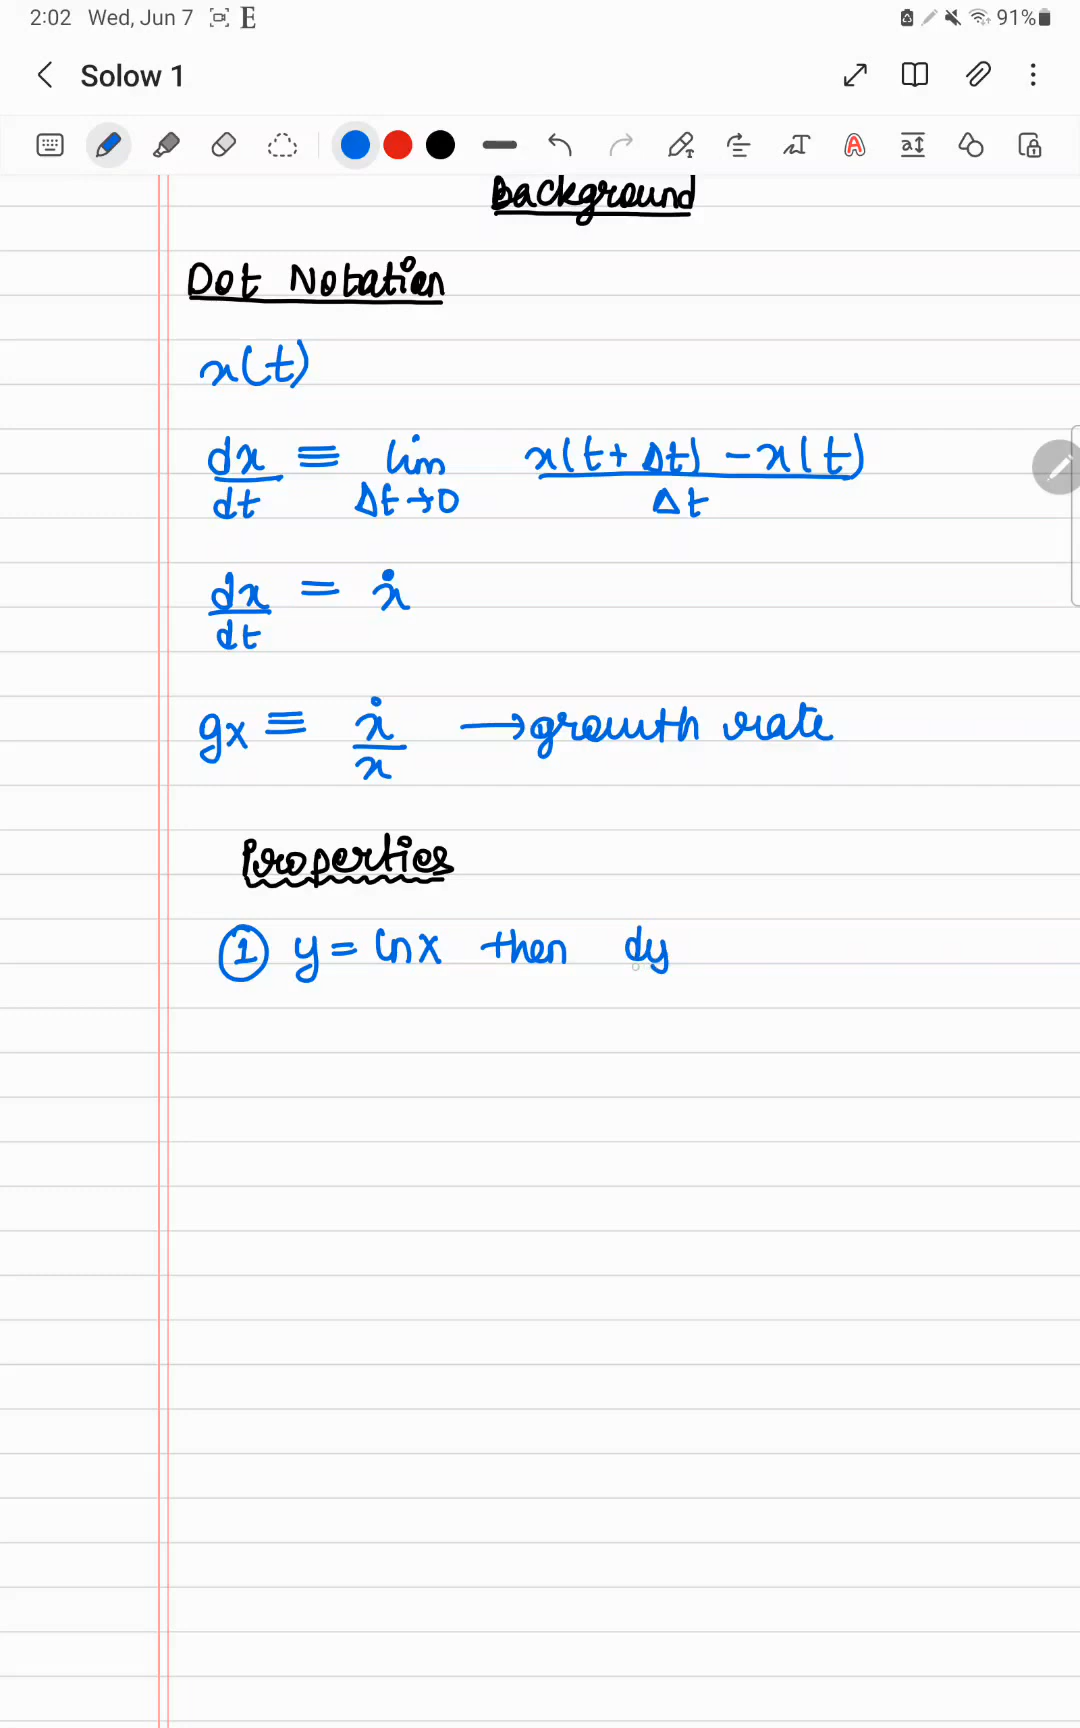 2:02 Wed, Jun 7 E 91%
Solow 1
Background
Dot Notation
x(t)
dx/dt ≡ lim Δt→0 x(t+Δt) - x(t) / Δt
dx/dt = ẋ
gx ≡ ẋ/x → growth rate
Properties
① y = ln x then dy